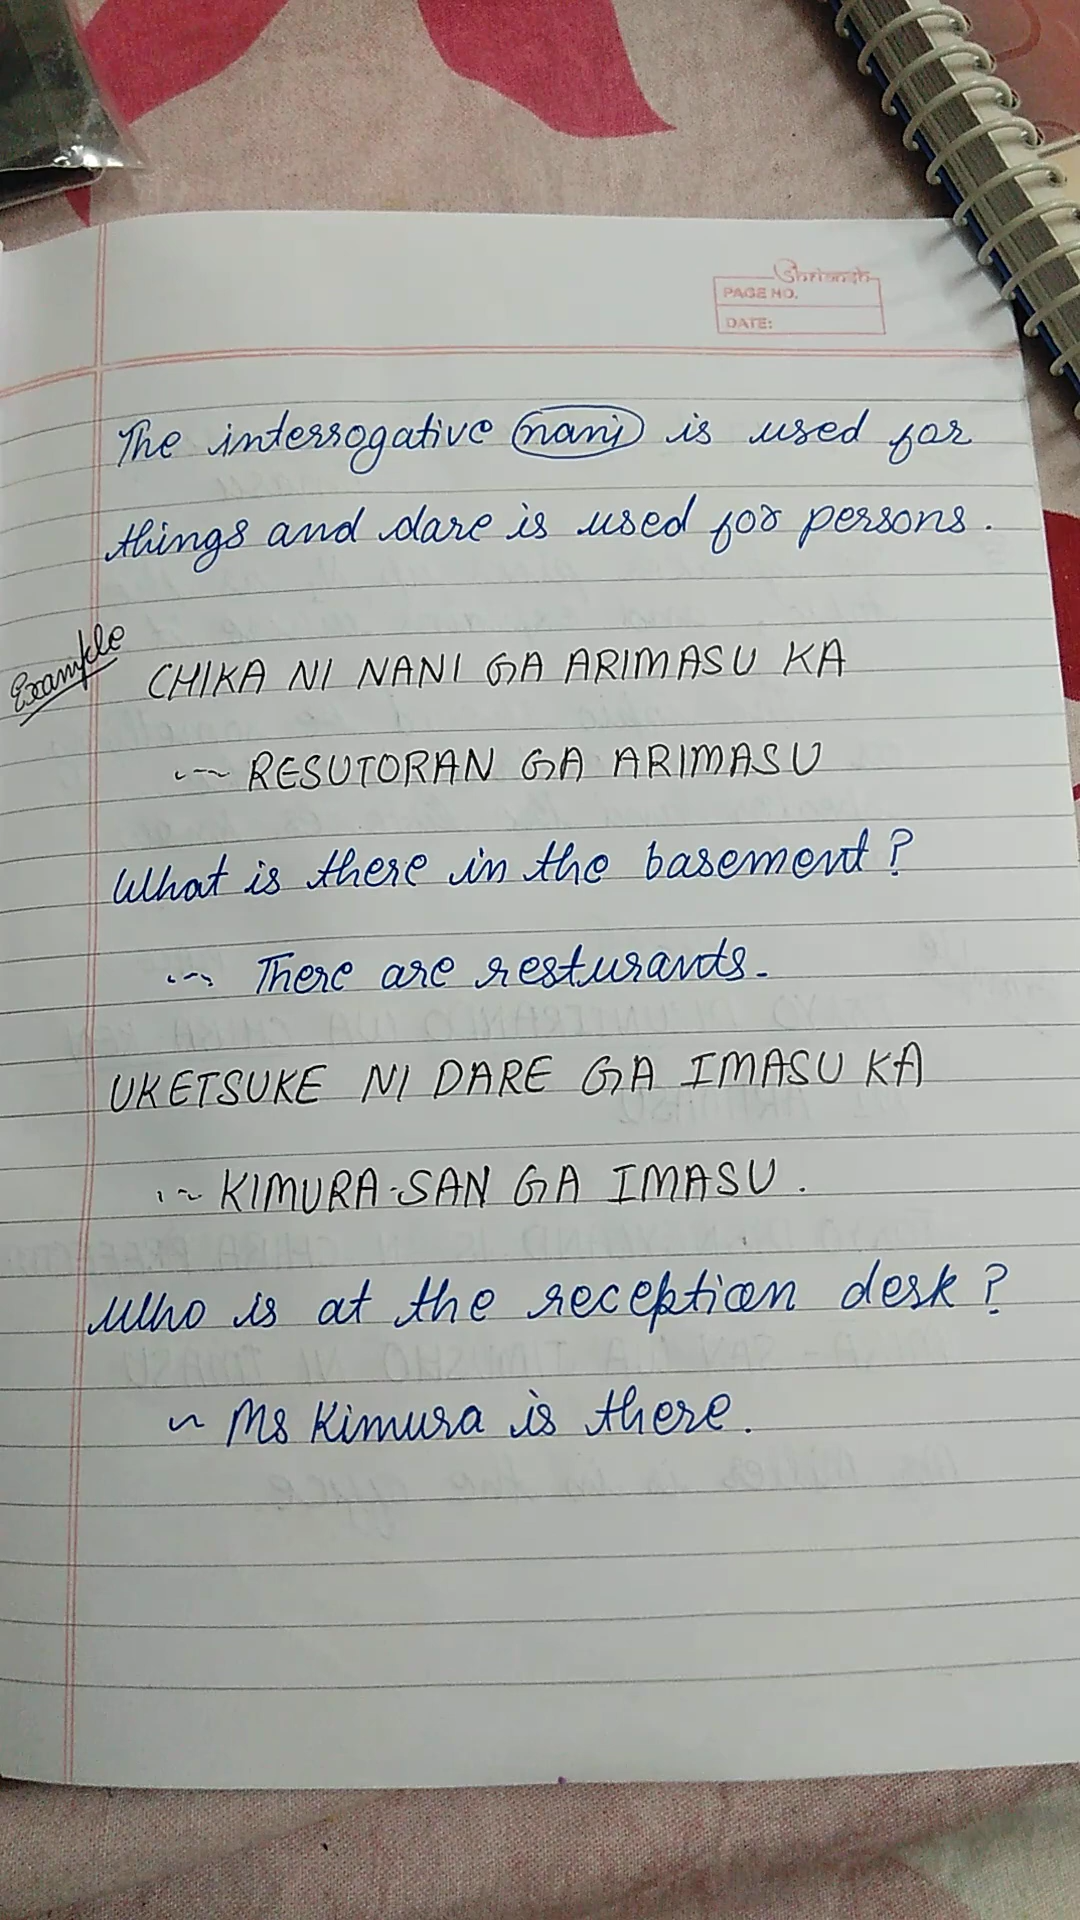 Shriansh
PAGE NO.
DATE:
The interrogative nani is used for
things and dare is used for persons.
Example
CHIKA NI NANI GA ARIMASU KA
~ RESUTORAN GA ARIMASU
What is there in the basement?
~ There are resturants.
UKETSUKE NI DARE GA IMASU KA
~ KIMURA-SAN GA IMASU.
Who is at the reception desk?
~ Ms Kimura is there.